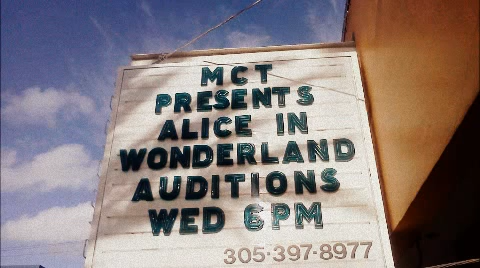 MCT
PRESENTS
ALICE IN
WONDERLAND
AUDITIONS
WED 6PM
305-397-8977